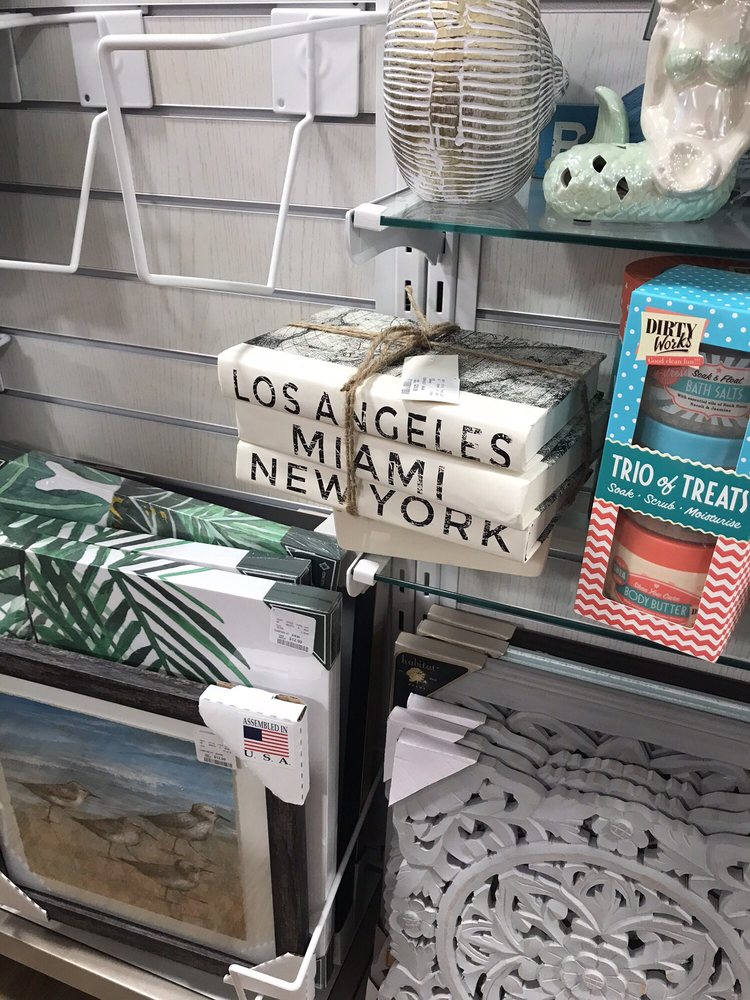 B
DIRTY
Works
Good clean fun!!!
Soak & Float
BATH SALTS
TRIO of TREATS
Soak • Scrub • Moisturise
BODY BUTTER
LOS ANGELES
MIAMI
NEW YORK
habitat
ASSEMBLED IN
U.S.A